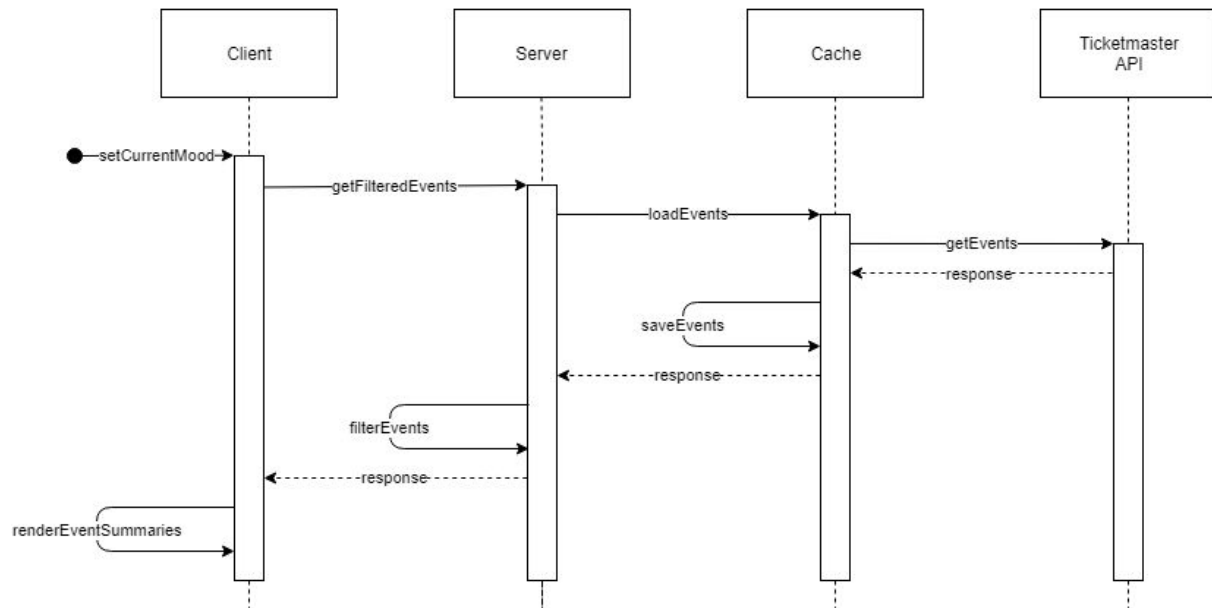 Client
Server
Cache
Ticketmaster
API
setCurrentMood
getFilteredEvents
loadEvents
getEvents
response
saveEvents
response
filterEvents
response
renderEventSummaries